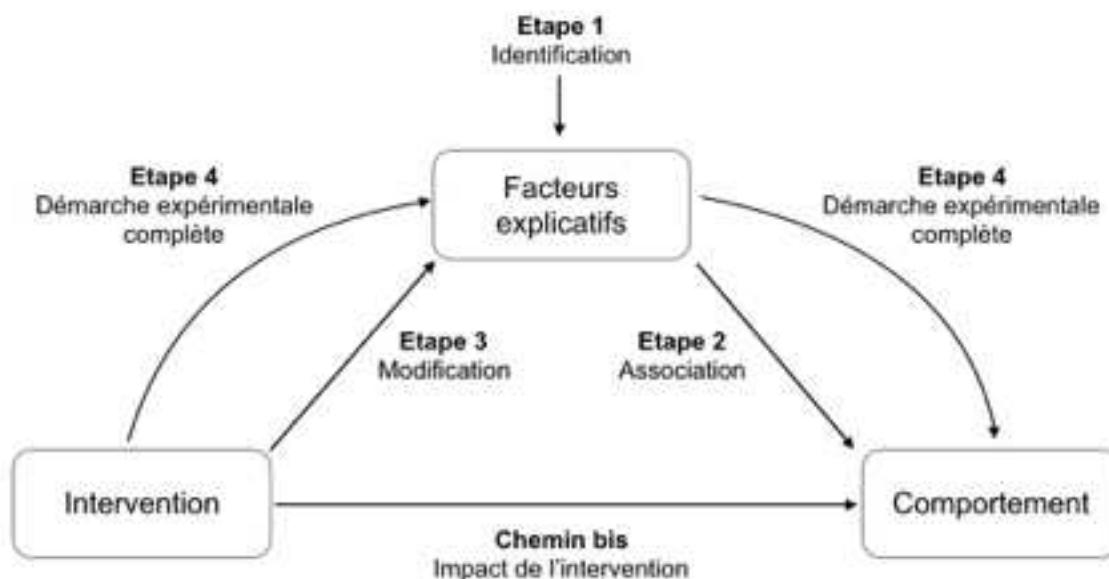 Etape 1
Identification
Etape 4
Démarche expérimentale
complète
Facteurs
explicatifs
Etape 4
Démarche expérimentale
complète
Etape 3
Modification
Etape 2
Association
Intervention
Comportement
Chemin bis
Impact de l'intervention